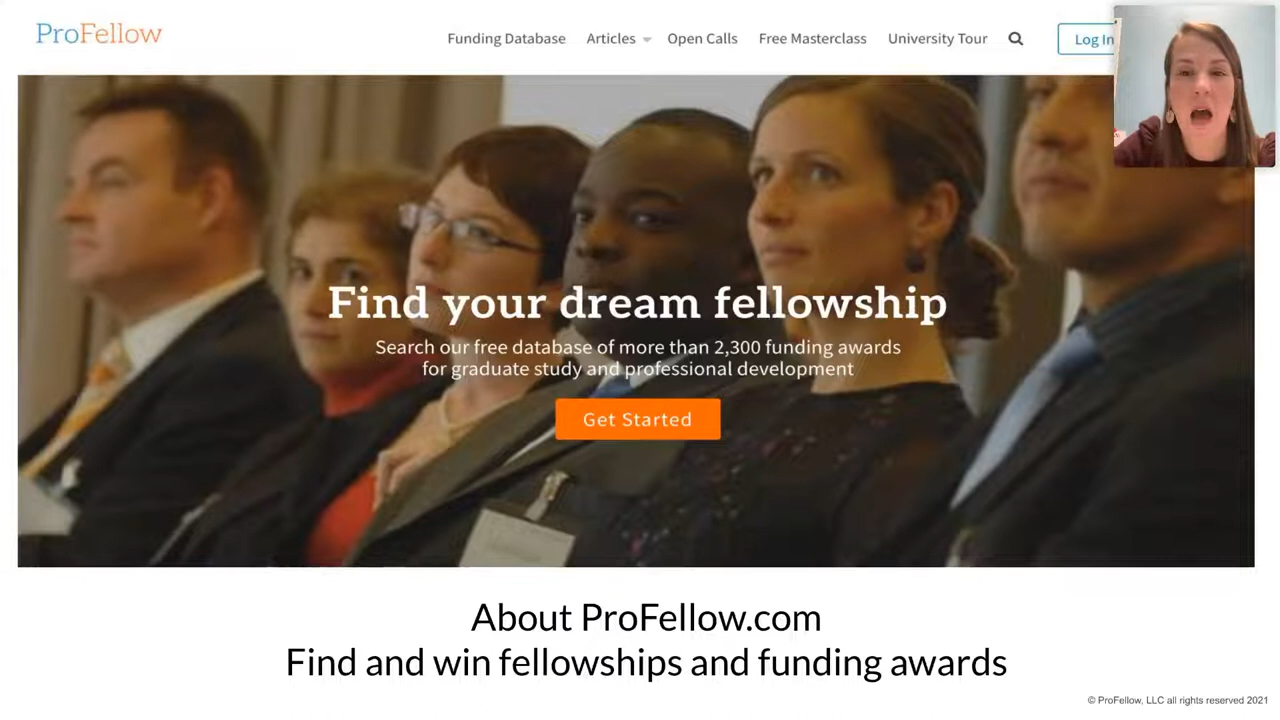 ProFellow
Funding Database Articles Open Calls Free Masterclass University Tour Log In
Find your dream fellowship
Search our free database of more than 2,300 funding awards
for graduate study and professional development
Get Started
About ProFellow.com
Find and win fellowships and funding awards
© ProFellow, LLC all rights reserved 2021